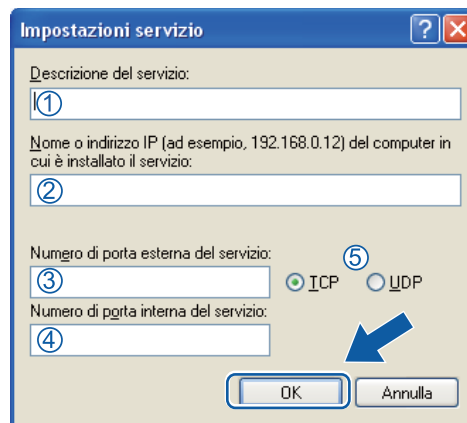 Impostazioni servizio
Descrizione del servizio:
①
Nome o indirizzo IP (ad esempio, 192.168.0.12) del computer in
cui è installato il servizio:
②
Numero di porta esterna del servizio:
③
⑤
TCP
UDP
Numero di porta interna del servizio:
④
OK
Annulla